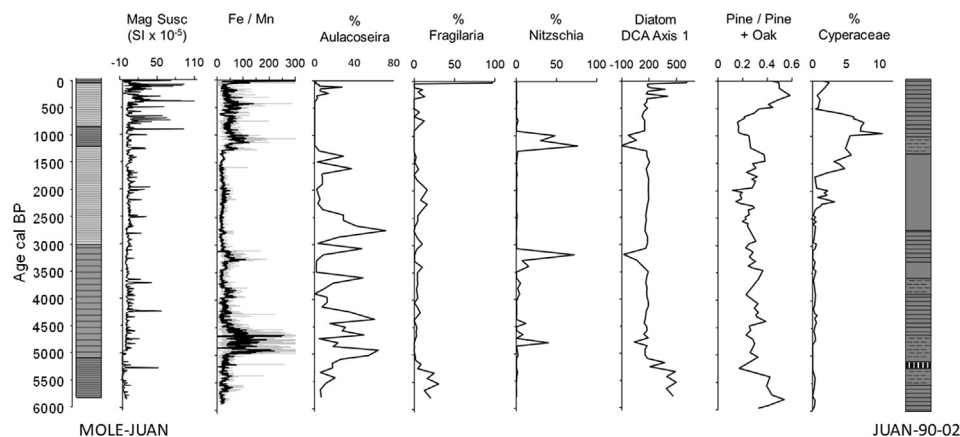 Mag Susc
(SI x 10-5)
Fe / Mn
%
Aulacoseira
%
Fragilaria
%
Nitzschia
Diatom
DCA Axis 1
Pine / Pine
+ Oak
%
Cyperaceae
-10 50 110
0 100 200 300
0 40 80
0 50 100
0 50 100
-100 200 500
0 0.2 0.4 0.6
0 5 10
Age cal BP
0
500
1000
1500
2000
2500
3000
3500
4000
4500
5000
5500
6000
MOLE-JUAN
JUAN-90-02